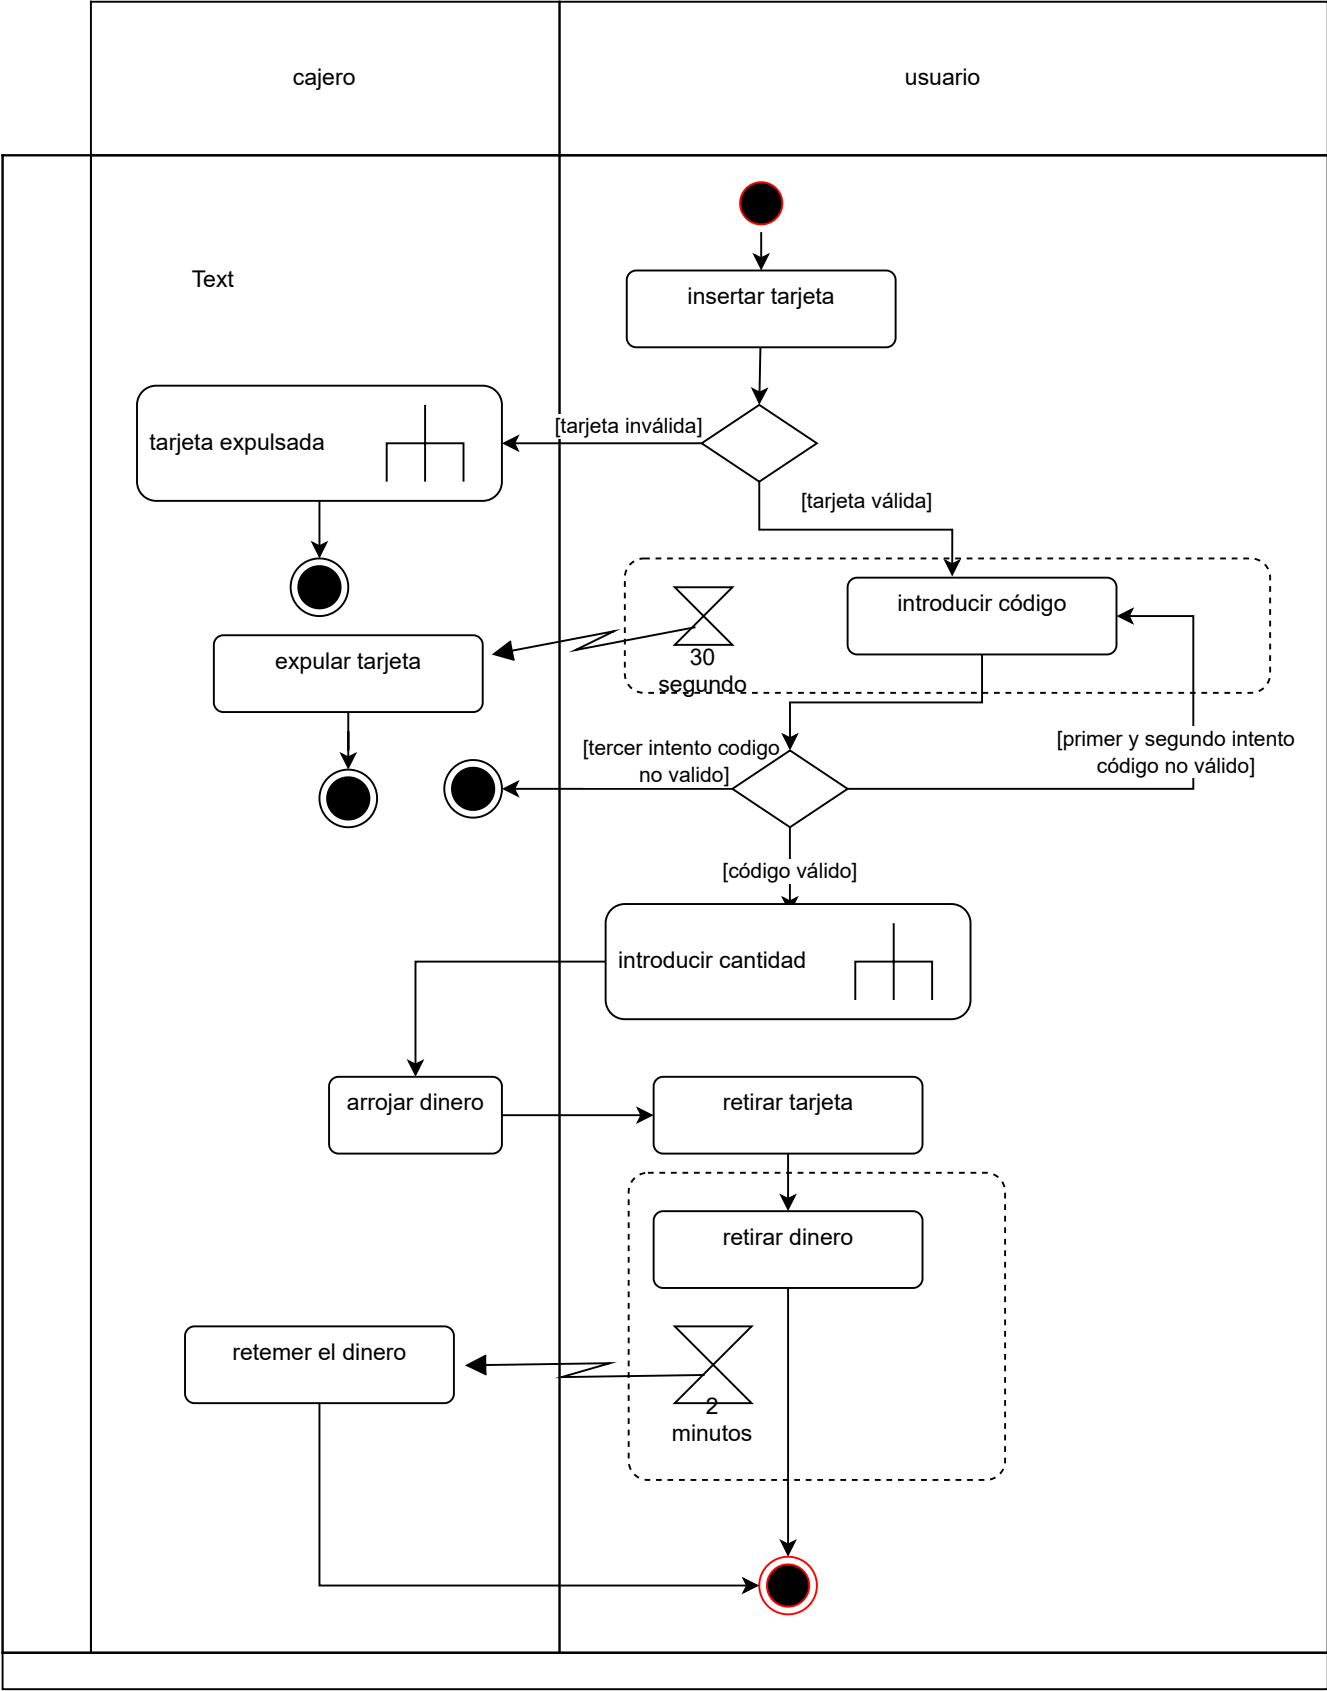 cajero
usuario
Text
insertar tarjeta
[tarjeta inválida]
tarjeta expulsada
[tarjeta válida]
introducir código
30
segundo
expular tarjeta
[tercer intento codigo
no valido]
[primer y segundo intento
código no válido]
[código válido]
introducir cantidad
arrojar dinero
retirar tarjeta
retirar dinero
retemer el dinero
2
minutos